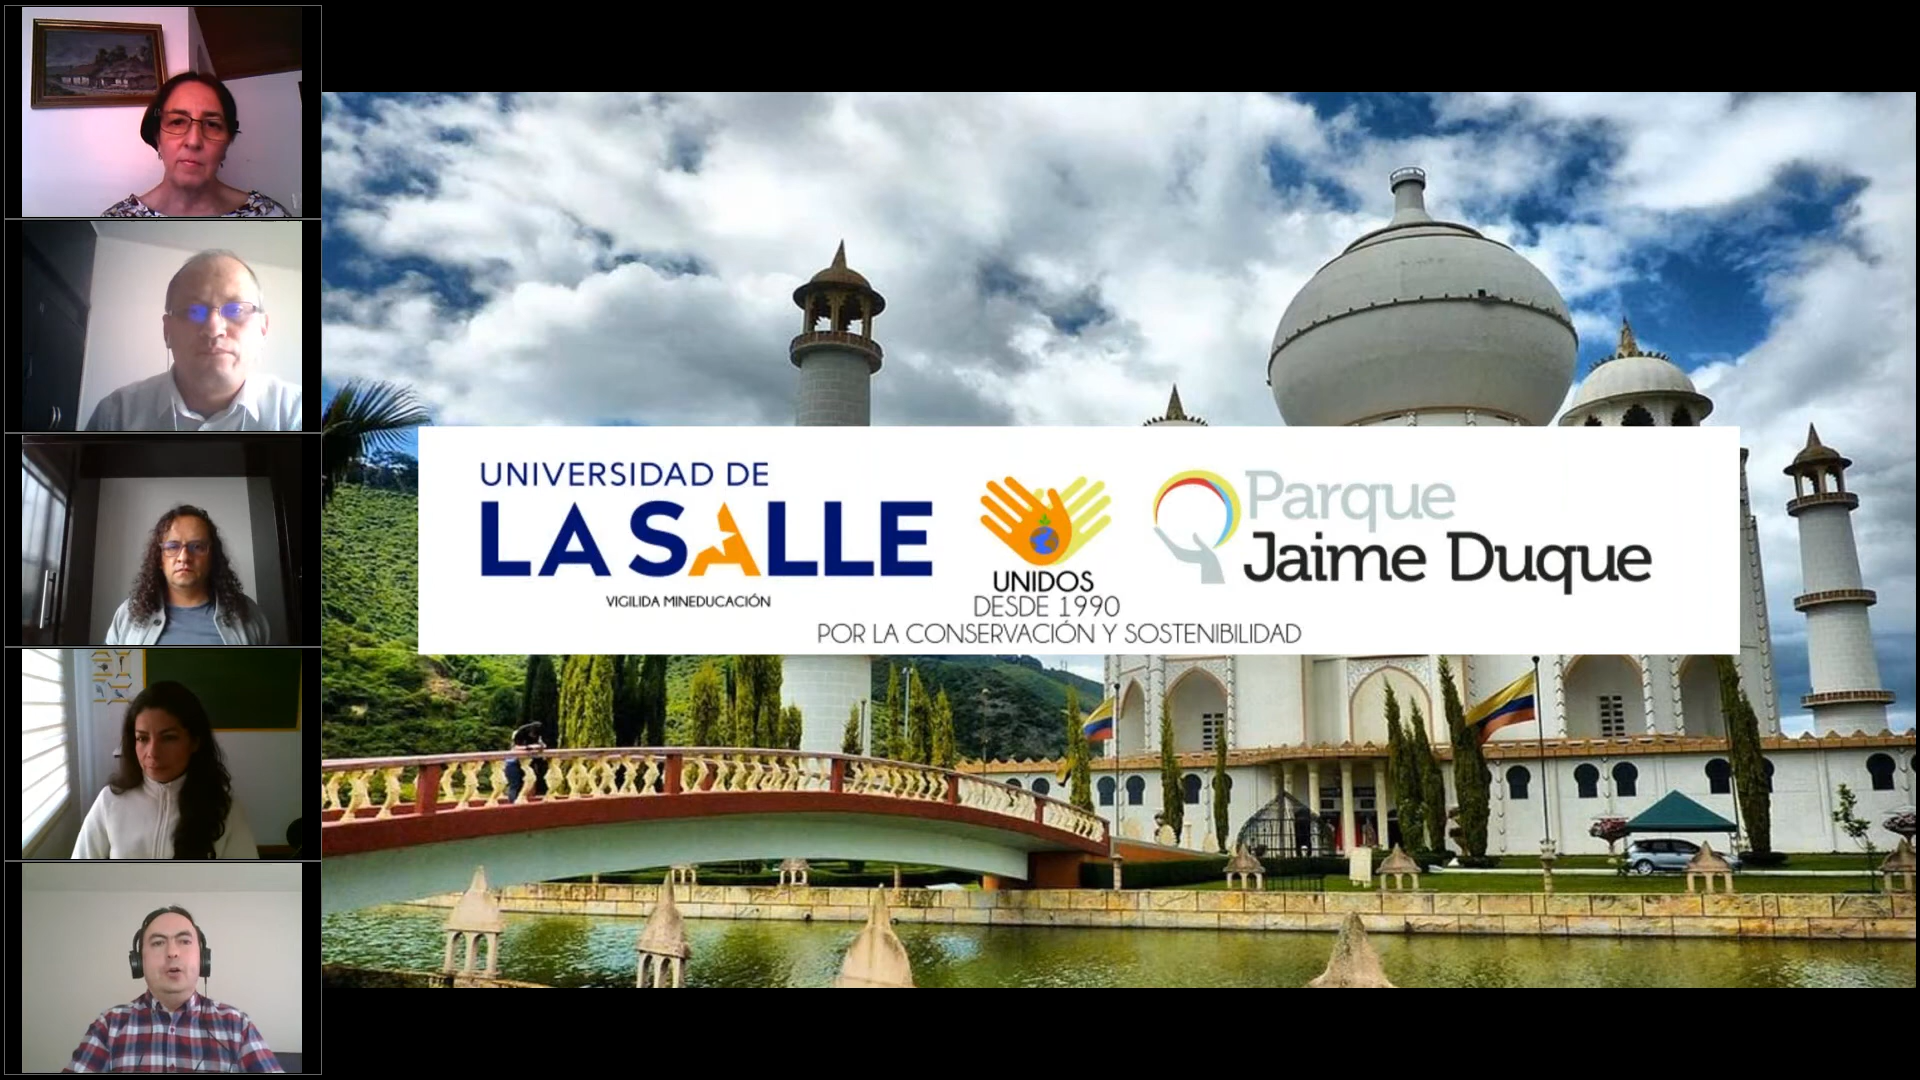 UNIVERSIDAD DE
LA SALLE
VIGILIDA MINEDUCACIÓN
UNIDOS
DESDE 1990
POR LA CONSERVACIÓN Y SOSTENIBILIDAD
Parque
Jaime Duque